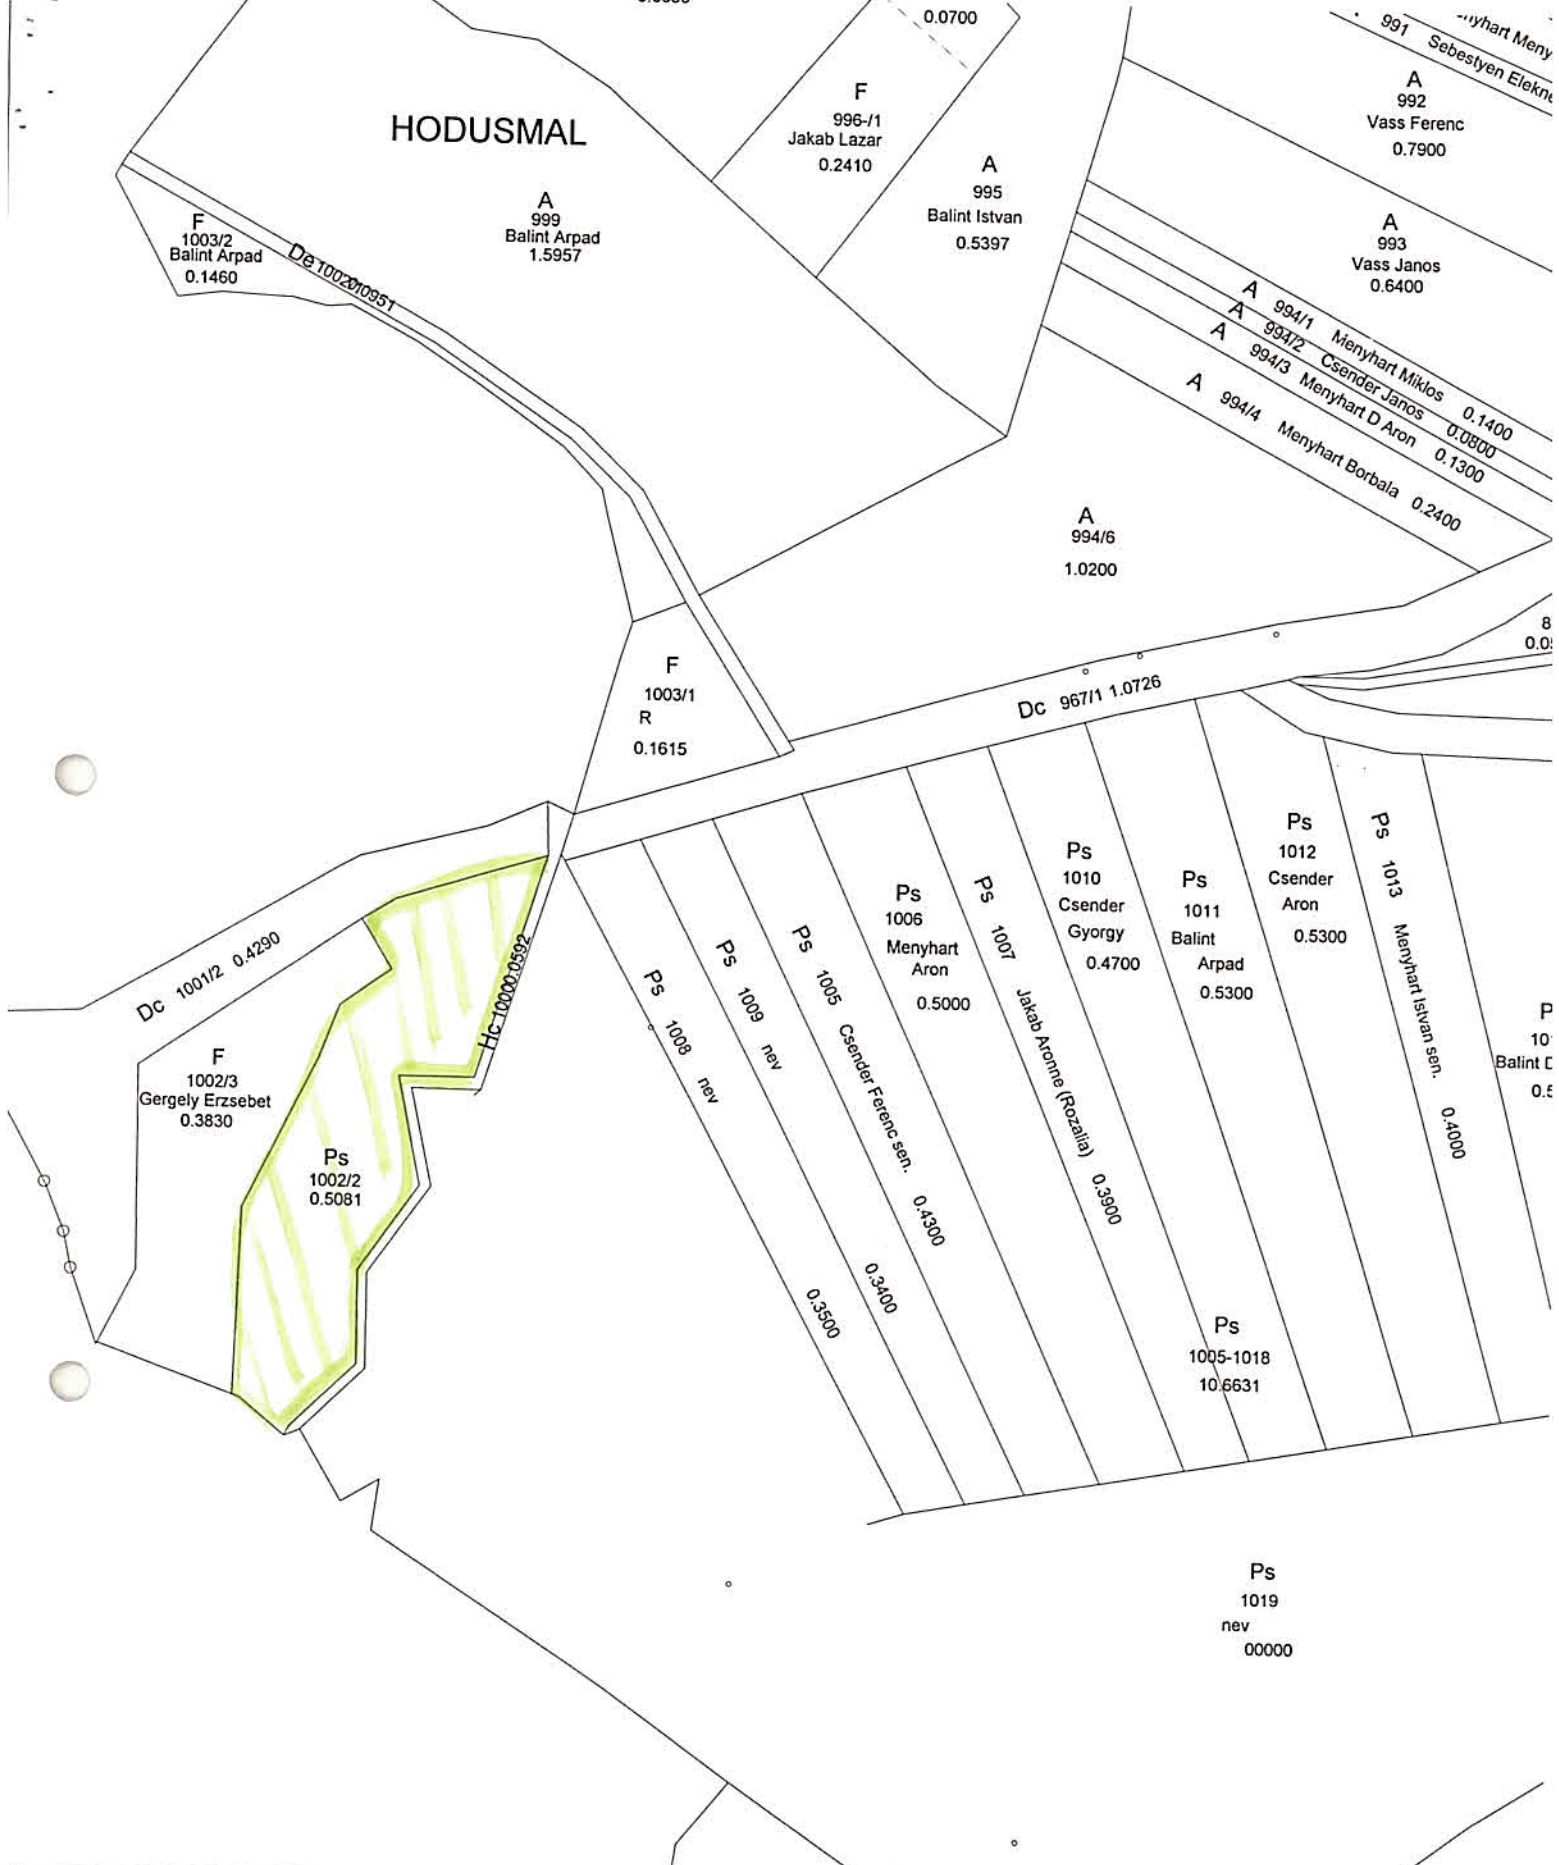 0.0700
991 Sebestyen
HODUSMAL
F
996-/1
Jakab Lazar
0.2410
A
992
Vass Ferenc
0.7900
A
995
Balint Istvan
0.5397
A
999
Balint Arpad
1.5957
F
1003/2
Balint Arpad
0.1460
De
A
993
Vass Janos
0.6400
A 994/1 Menyhart Miklos 0.1400
A 994/2 Csender Janos 0.0800
A 994/3 Menyhart D Aron 0.1300
A 994/4 Menyhart Borbala 0.2400
A
994/6
1.0200
F
1003/1
R
0.1615
Dc 967/1 1.0726
Dc 1001/2 0.4290
F
1002/3
Gergely Erzsebet
0.3830
Ps
1002/2
0.5081
Hc 1000 0.0592
Ps 1008 nev 0.3500
Ps 1009 nev 0.3400
Ps 1005 Csender Ferenc sen. 0.4300
Ps
1006
Menyhart
Aron
0.5000
Ps 1007 Jakab Aronne (Rozalia) 0.3900
Ps
1010
Csender
Gyorgy
0.4700
Ps
1011
Balint
Arpad
0.5300
Ps
1012
Csender
Aron
0.5300
Ps 1013 Menyhart Istvan sen. 0.4000
Balint
Ps
1005-1018
10.6631
Ps
1019
nev
00000